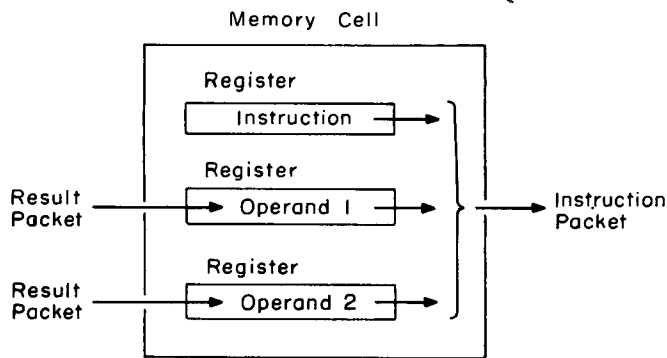 Memory Cell
Register
Instruction
Register
Result
Packet
Operand 1
Instruction
Packet
Register
Result
Packet
Operand 2